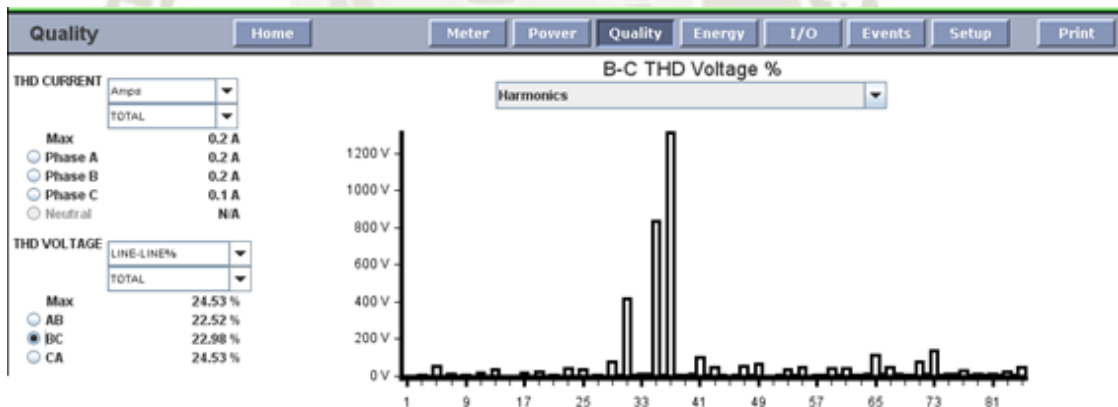 Quality Home Meter Power Quality Energy I/O Events Setup Print
B-C THD Voltage %
THD CURRENT
Amps
Harmonics
TOTAL
Max 0.2 A
Phase A 0.2 A
Phase B 0.2 A
Phase C 0.1 A
Neutral N/A
THD VOLTAGE
LINE-LINE%
TOTAL
Max 24.53 %
AB 22.52 %
BC 22.98 %
CA 24.53 %
1200 V
1000 V
800 V
600 V
400 V
200 V
0 V
1 9 17 25 33 41 49 57 65 73 81